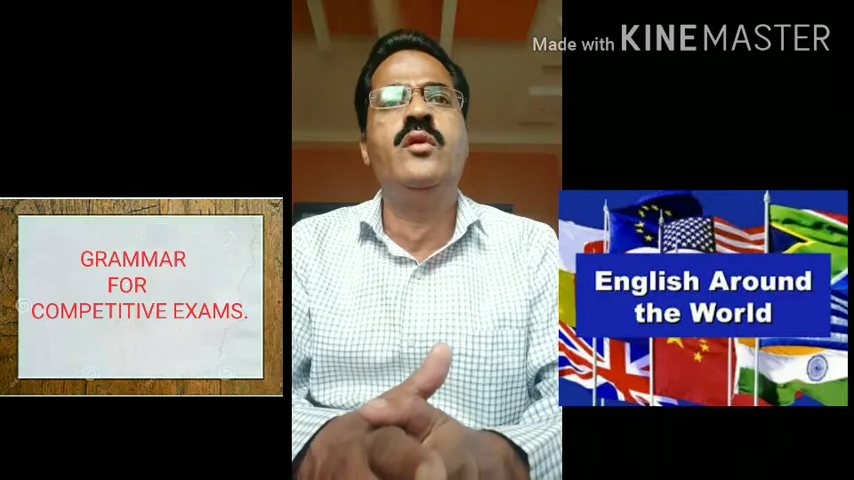 Made with KINEMASTER
GRAMMAR
FOR
COMPETITIVE EXAMS.
English Around
the World